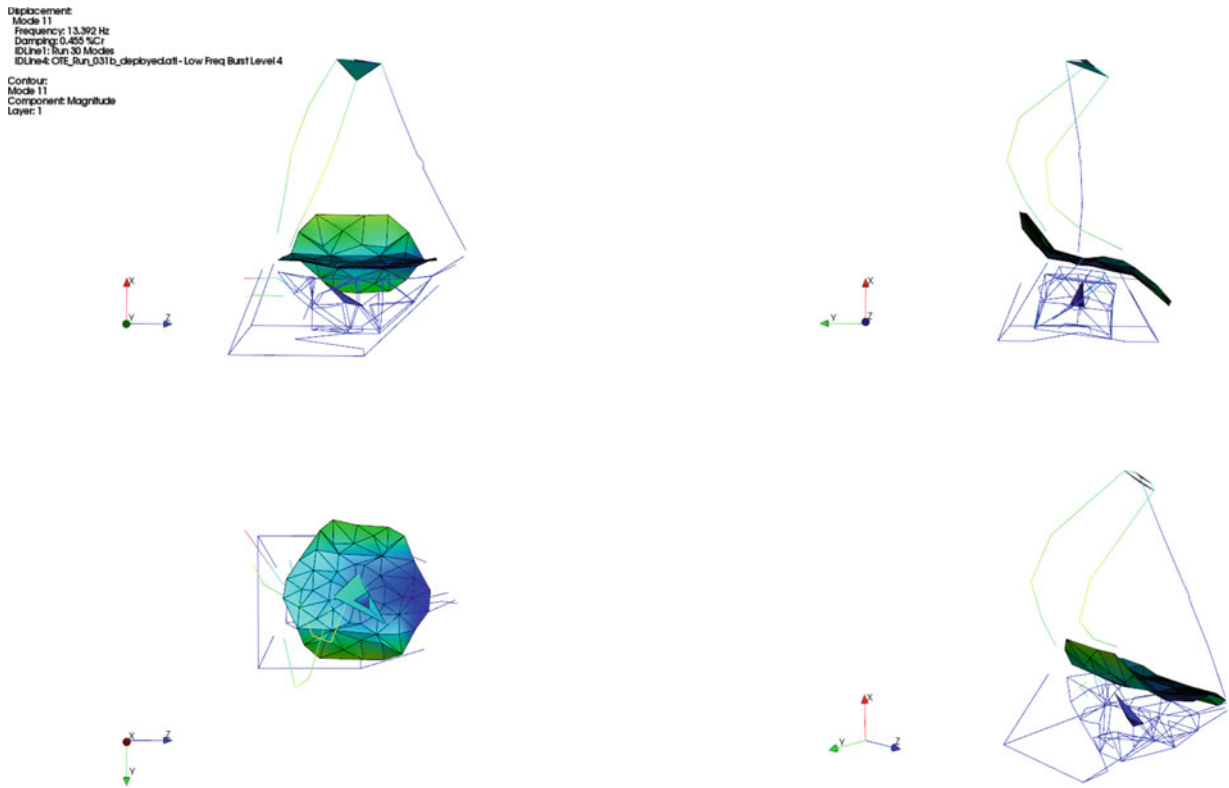 Displacement:
Mode 11
Frequency: 13.392 Hz
Damping: 0.455 %Cr
IDLine1: Run 30 Modes
IDLine4: OTE_Run_031b_deployed.ati - Low Freq Burst Level 4
Contour:
Mode 11
Component: Magnitude
Layer: 1
X
Y
Z
X
Y
Z
X
Z
Y
X
Y
Z